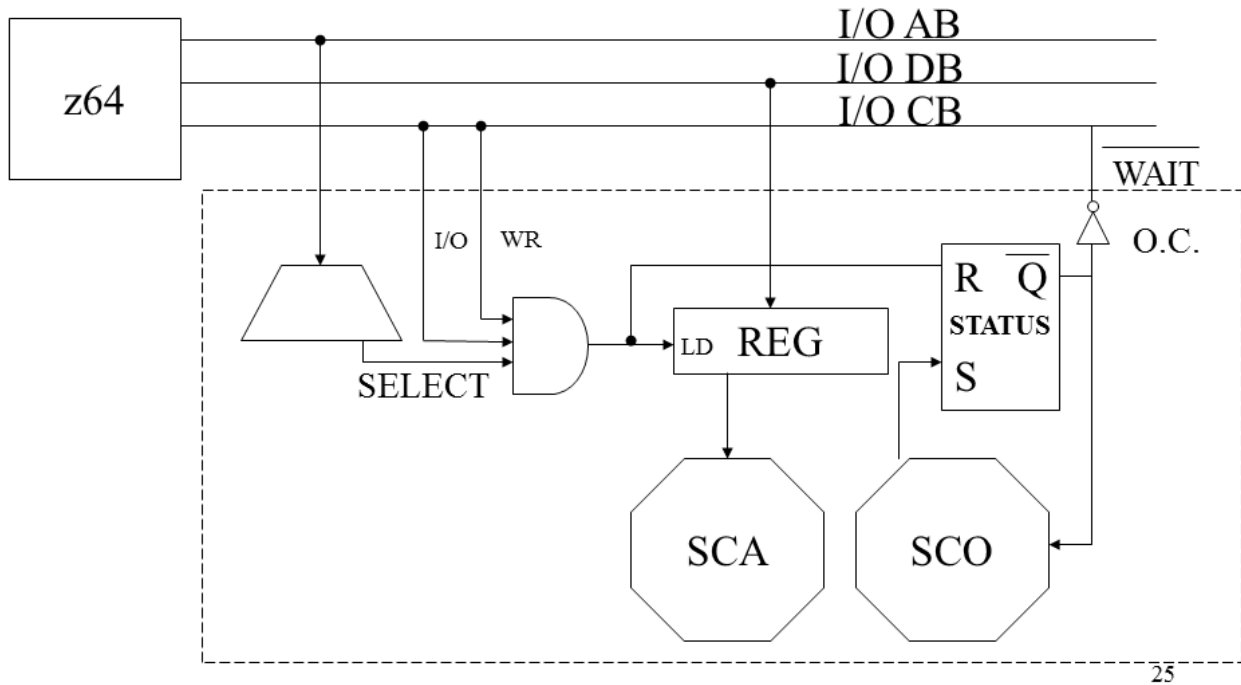 I/O AB
I/O DB
z64
I/O CB
WAIT
I/O
WR
O.C.
R
Q
STATUS
LD
REG
S
SELECT
SCA
SCO
25